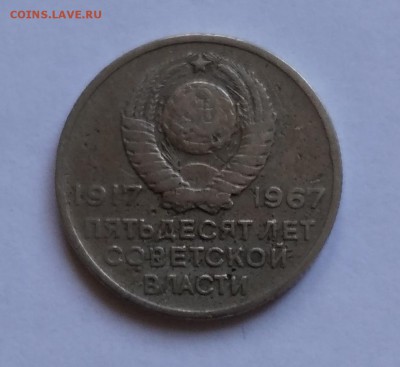 COINS.LAVE.RU
1917 1967
ПЯТЬДЕСЯТ ЛЕТ
СОВЕТСКОЙ
ВЛАСТИ